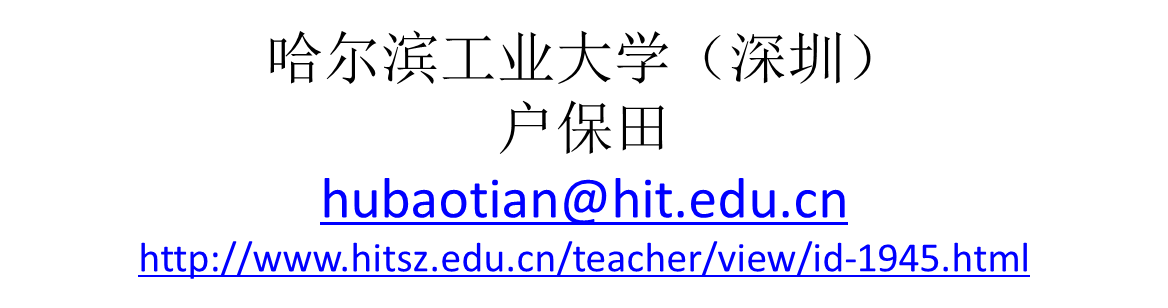 哈尔滨工业大学（深圳）
户保田
hubaotian@hit.edu.cn
http://www.hitsz.edu.cn/teacher/view/id-1945.html